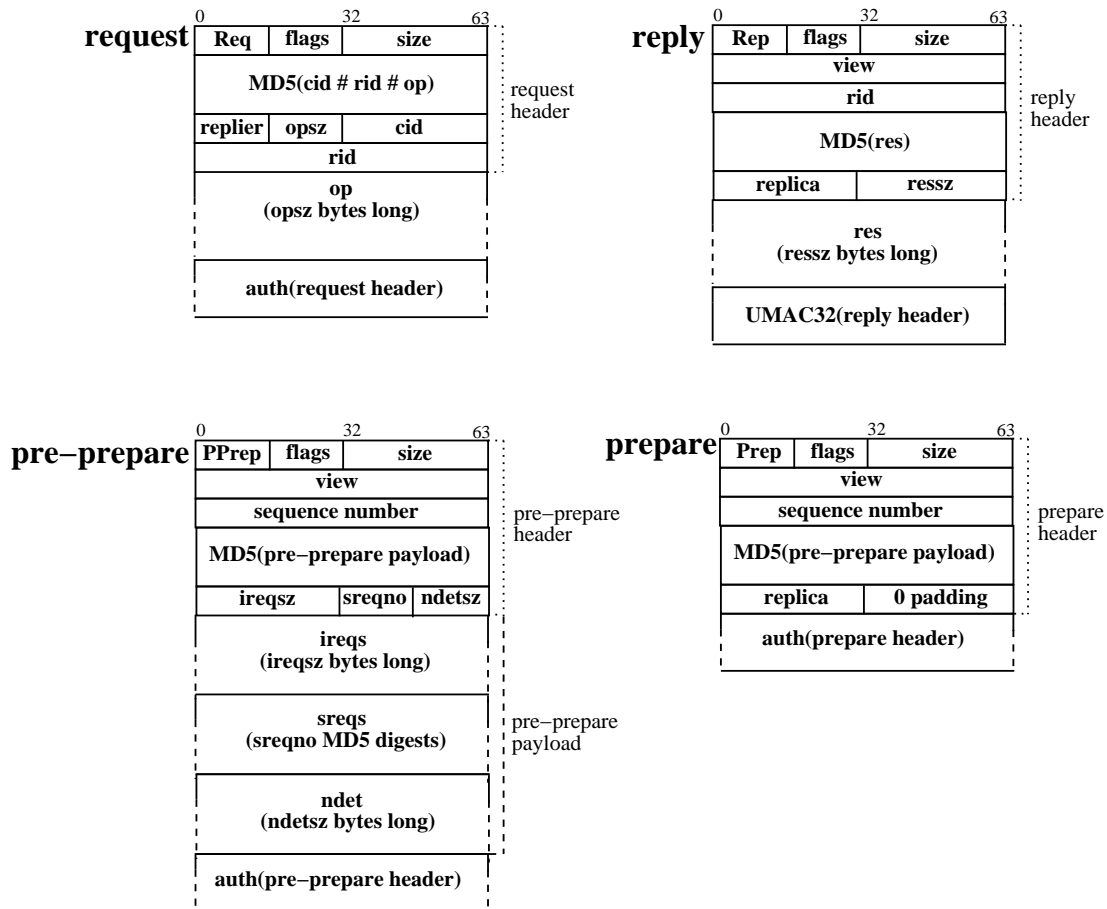 0 32 63
request
Req flags size
MD5(cid # rid # op)
replier opsz cid
rid
request
header
op
(opsz bytes long)
auth(request header)
0 32 63
reply
Rep flags size
view
rid
MD5(res)
replica ressz
reply
header
res
(ressz bytes long)
UMAC32(reply header)
0 32 63
pre−prepare
PPrep flags size
view
sequence number
MD5(pre−prepare payload)
ireqsz sreqno ndetsz
pre−prepare
header
ireqs
(ireqsz bytes long)
sreqs
(sreqno MD5 digests)
ndet
(ndetsz bytes long)
pre−prepare
payload
auth(pre−prepare header)
0 32 63
prepare
Prep flags size
view
sequence number
MD5(pre−prepare payload)
replica 0 padding
prepare
header
auth(prepare header)